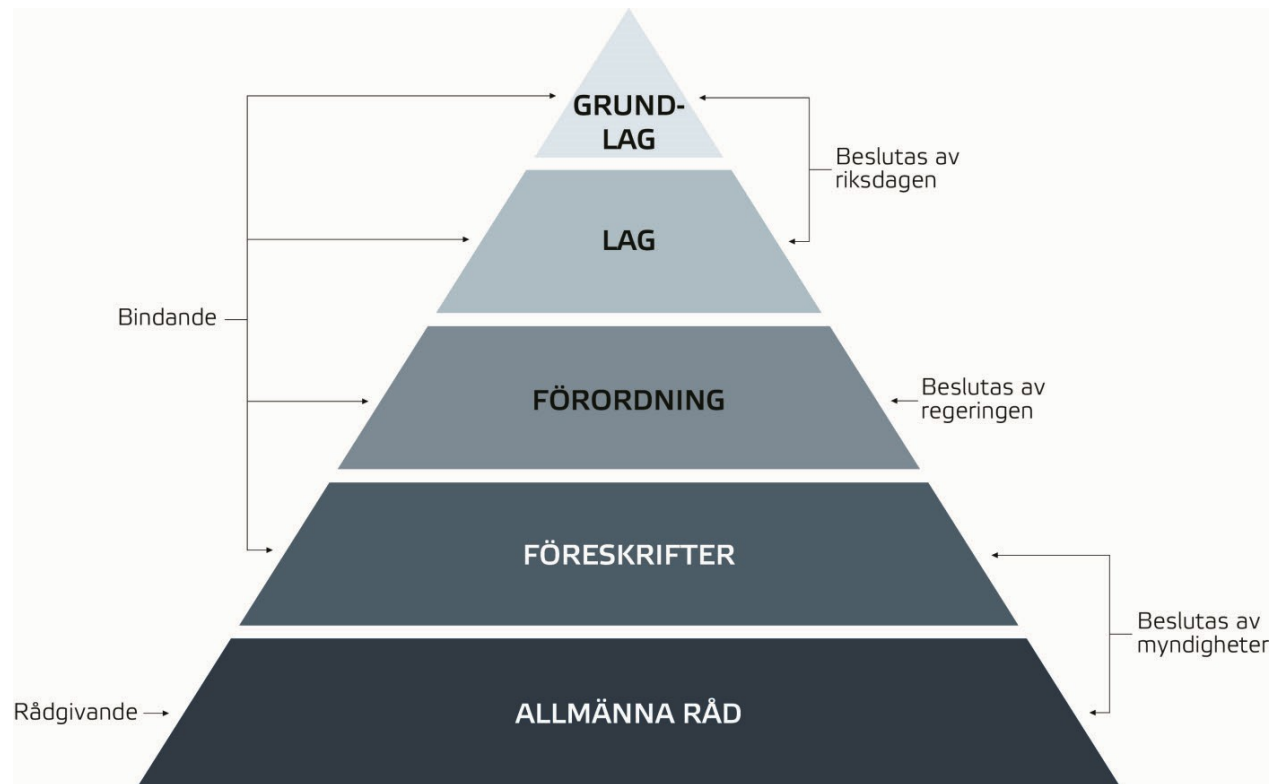 GRUND-
LAG
Beslutas av
riksdagen
LAG
Bindande
FÖRORDNING
Beslutas av
regeringen
FÖRESKRIFTER
Beslutas av
myndigheter
Rådgivande
ALLMÄNNA RÅD